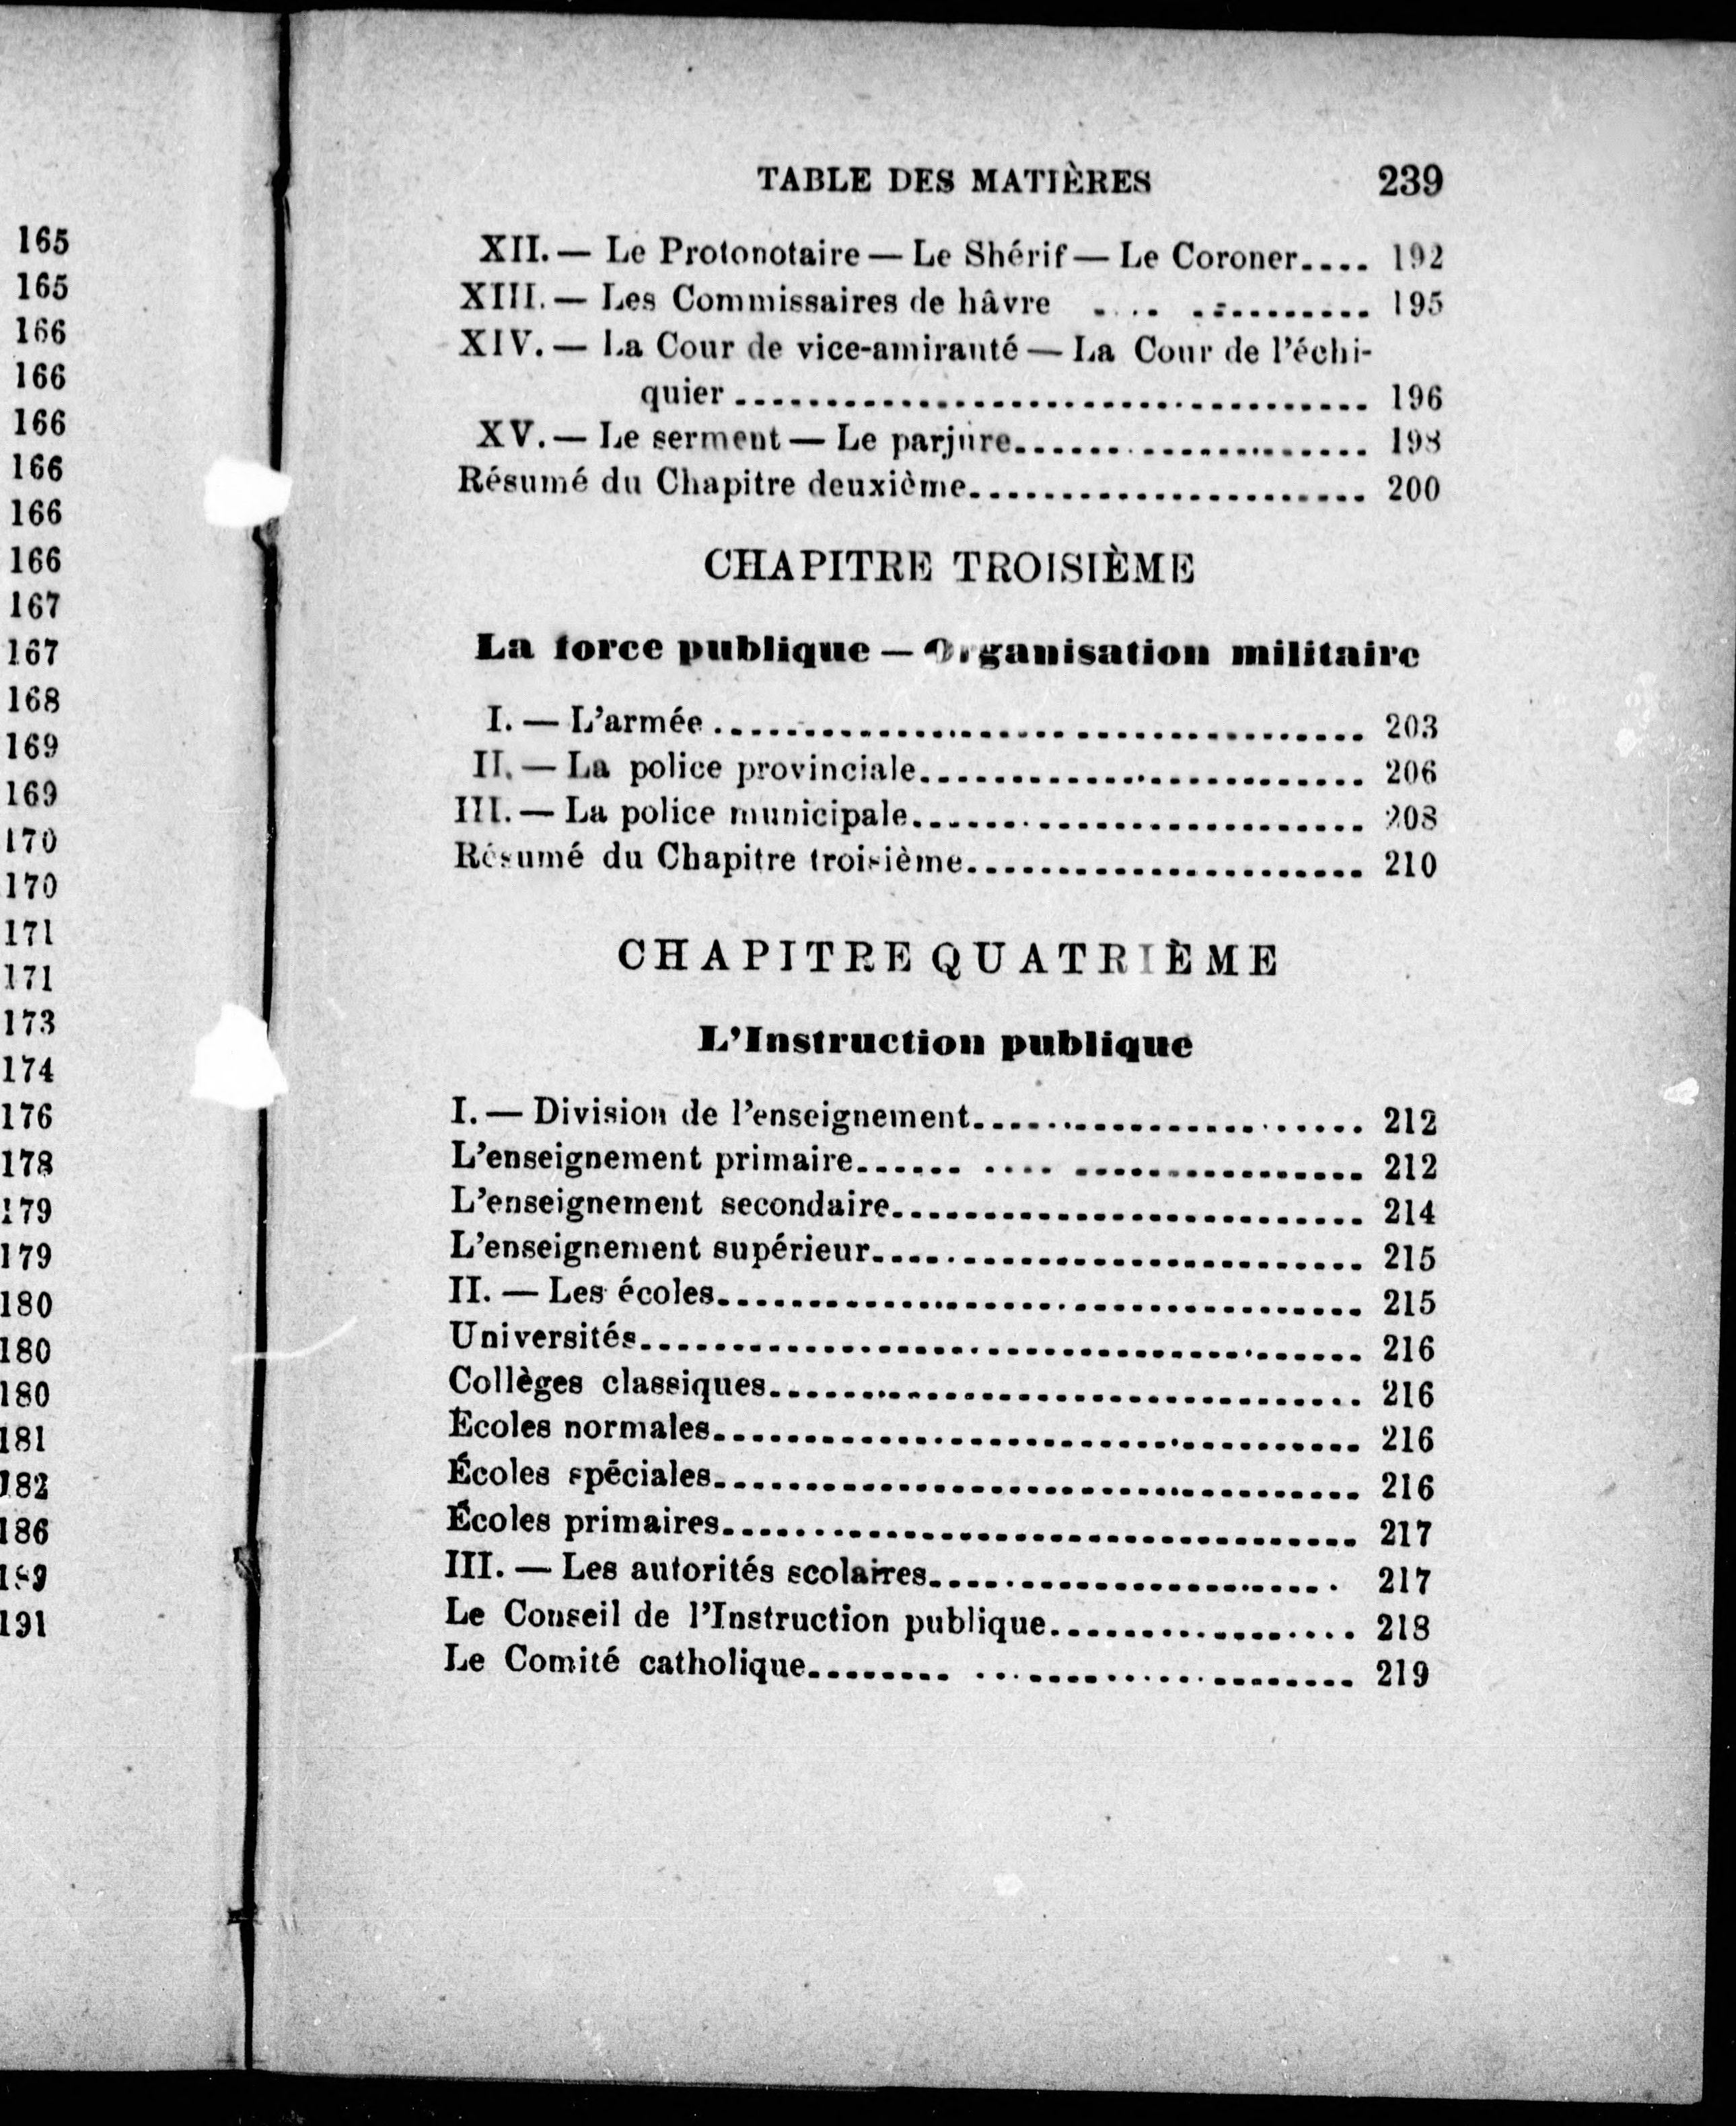 165
165
166
166
166
166
166
166
167
167
168
169
169
170
170
171
171
173
174
176
178
179
179
180
180
180
181
182
186
191
TABLE DES MATIÈRES 239
XII. — Le Protonotaire — Le Shérif — Le Coroner.... 192
XIII. — Les Commissaires de hâvre .... .......... 195
XIV. — La Cour de vice-amirauté — La Cour de l'échi-
quier .................................. 196
XV. — Le serment — Le parjure.................... 198
Résumé du Chapitre deuxième...................... 200
CHAPITRE TROISIÈME
La force publique — Organisation militaire
I. — L'armée .................................... 203
II. — La police provinciale......................... 206
III. — La police municipale......................... 208
Résumé du Chapitre troisième...................... 210
CHAPITRE QUATRIÈME
L'Instruction publique
I. — Division de l'enseignement...................... 212
L'enseignement primaire...... .... ................ 212
L'enseignement secondaire.......................... 214
L'enseignement supérieur........................... 215
II. — Les écoles.................................... 215
Universités........................................ 216
Collèges classiques................................. 216
Écoles normales.................................... 216
Écoles spéciales.................................... 216
Écoles primaires.................................... 217
III. — Les autorités scolaires....................... 217
Le Conseil de l'Instruction publique................. 218
Le Comité catholique........ ..................... 219